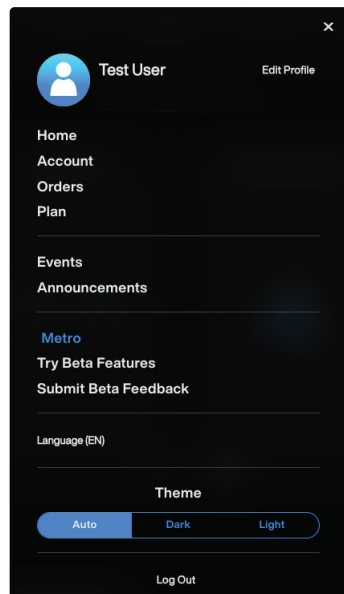 ×
Test User Edit Profile
Home
Account
Orders
Plan
Events
Announcements
Metro
Try Beta Features
Submit Beta Feedback
Language (EN)
Theme
Auto Dark Light
Log Out